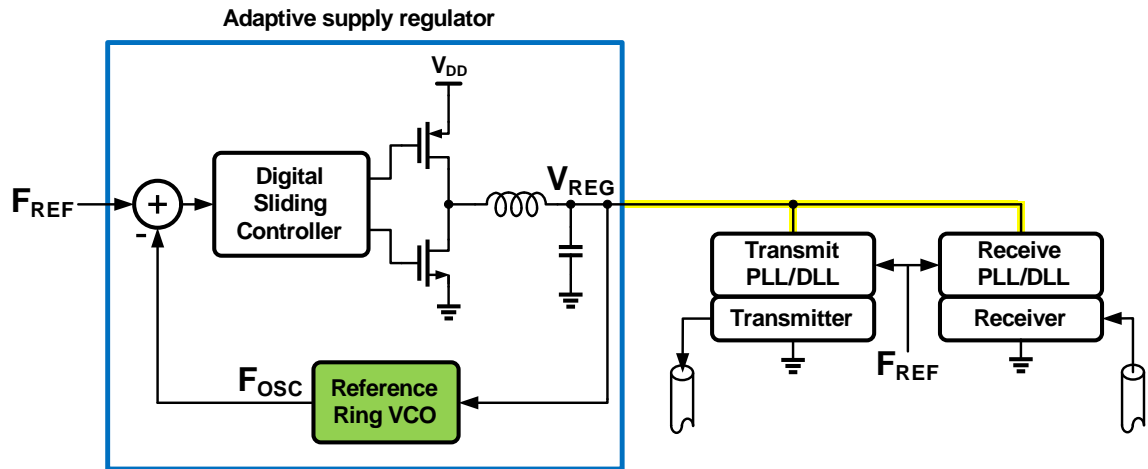 Adaptive supply regulator
VDD
FREF
+
-
Digital
Sliding
Controller
VREG
Transmit
PLL/DLL
Receive
PLL/DLL
Transmitter
Receiver
FREF
FOSC
Reference
Ring VCO